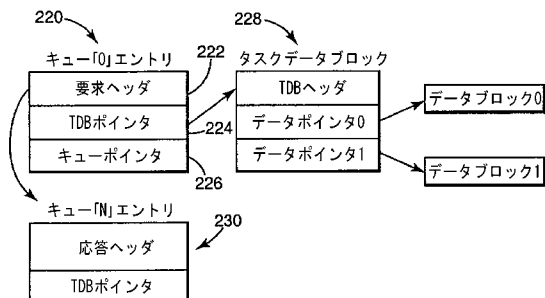 220
キュー「0」エントリ
222
要求ヘッダ
TDBポインタ
224
キューポインタ
226
228
タスクデータブロック
TDBヘッダ
データポインタ0
データポインタ1
データブロック0
データブロック1
キュー「N」エントリ
230
応答ヘッダ
TDBポインタ